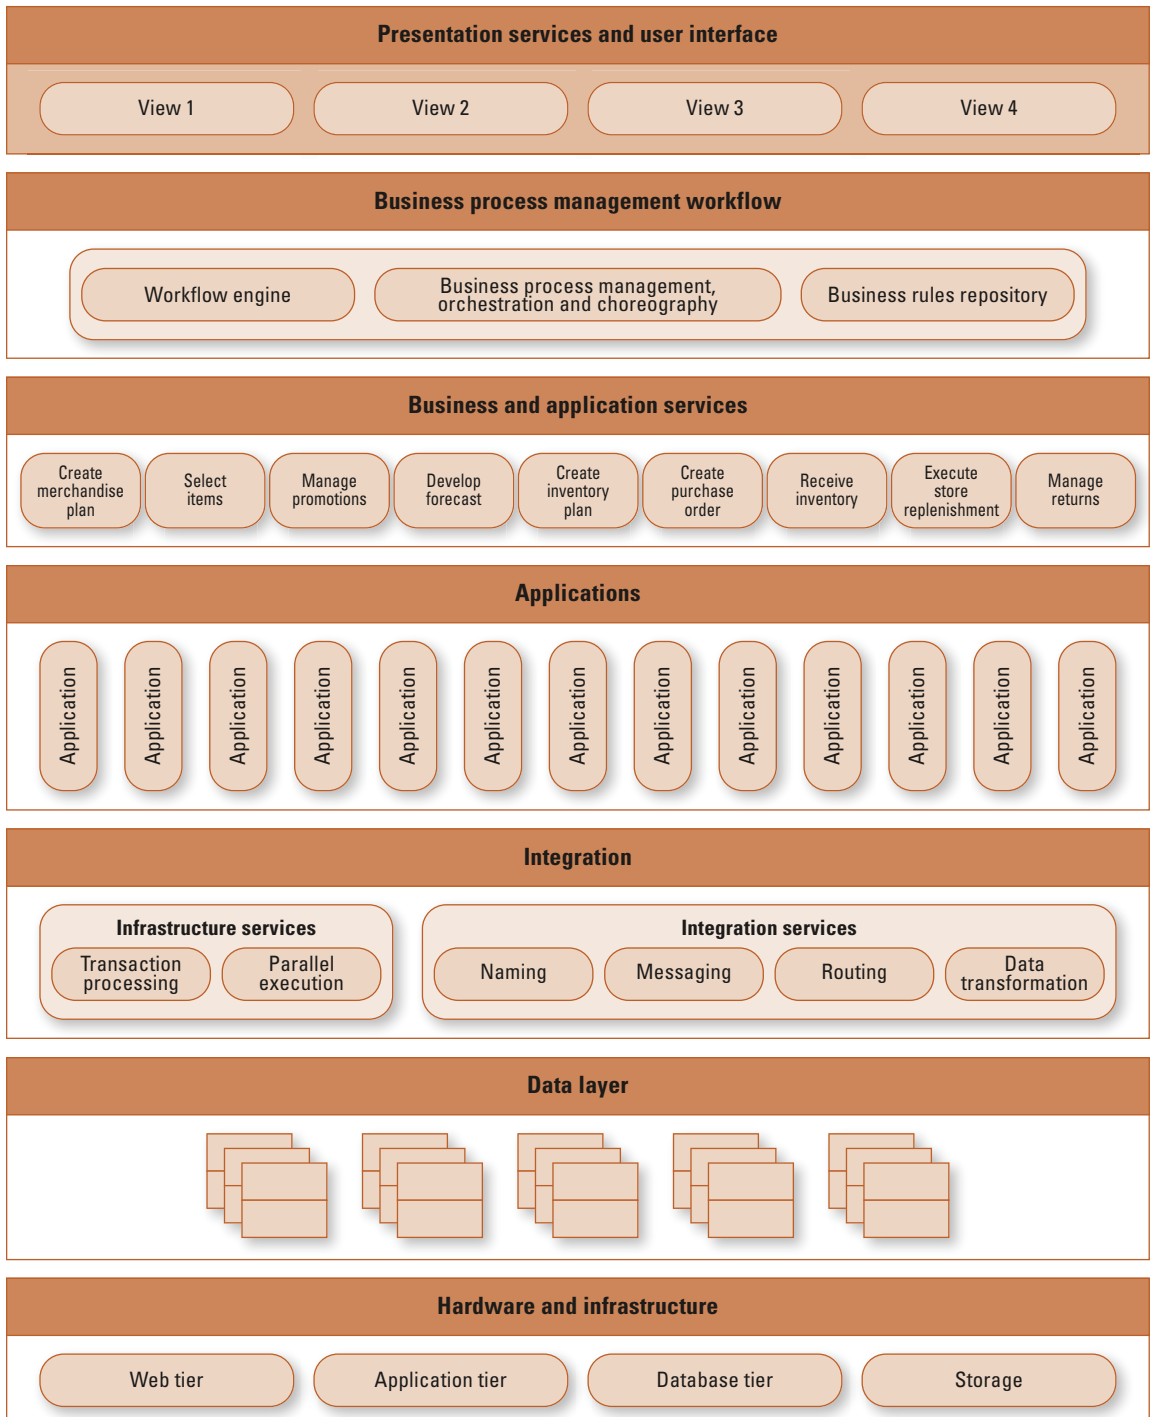 Presentation services and user interface
View 1
View 2
View 3
View 4
Business process management workflow
Workflow engine
Business process management,
orchestration and choreography
Business rules repository
Business and application services
Create
merchandise
plan
Select
items
Manage
promotions
Develop
forecast
Create
inventory
plan
Create
purchase
order
Receive
inventory
Execute
store
replenishment
Manage
returns
Applications
Application
Application
Application
Application
Application
Application
Application
Application
Application
Application
Application
Application
Application
Integration
Infrastructure services
Transaction
processing
Parallel
execution
Integration services
Naming
Messaging
Routing
Data
transformation
Data layer
Hardware and infrastructure
Web tier
Application tier
Database tier
Storage